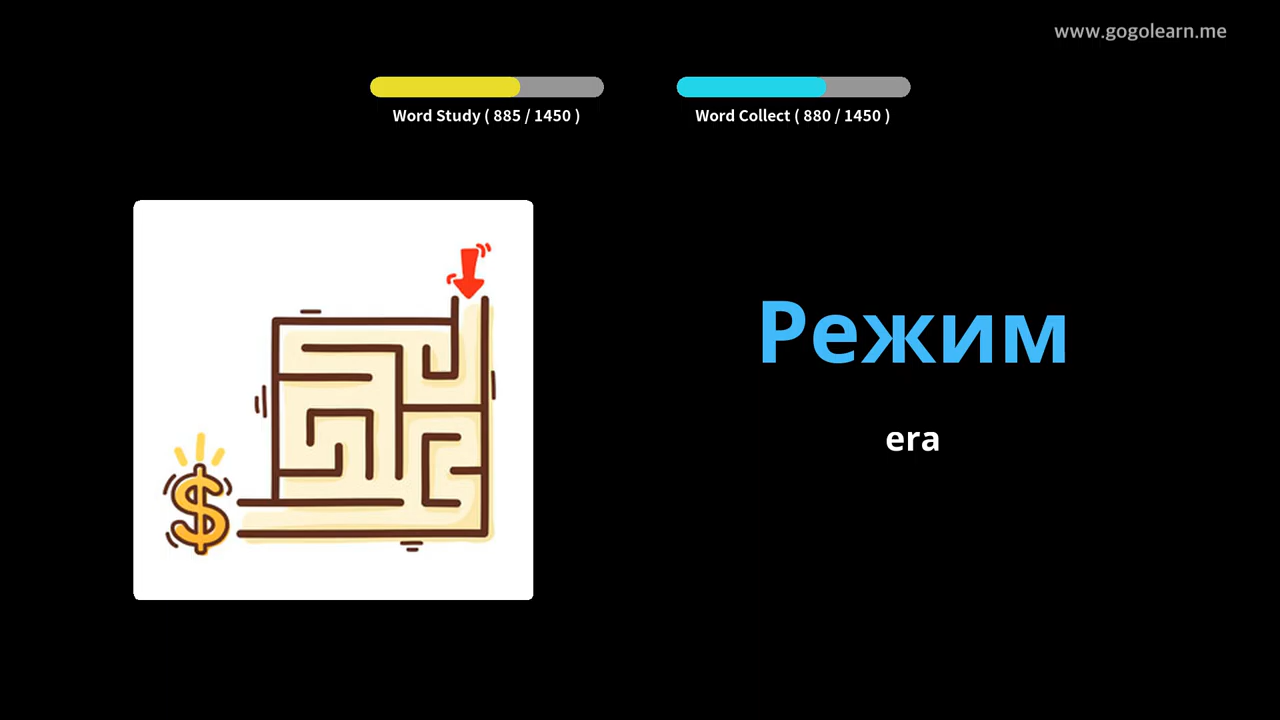 www.gogolearn.me
Word Study ( 885 / 1450 )
Word Collect ( 880 / 1450 )
$
Режим
era